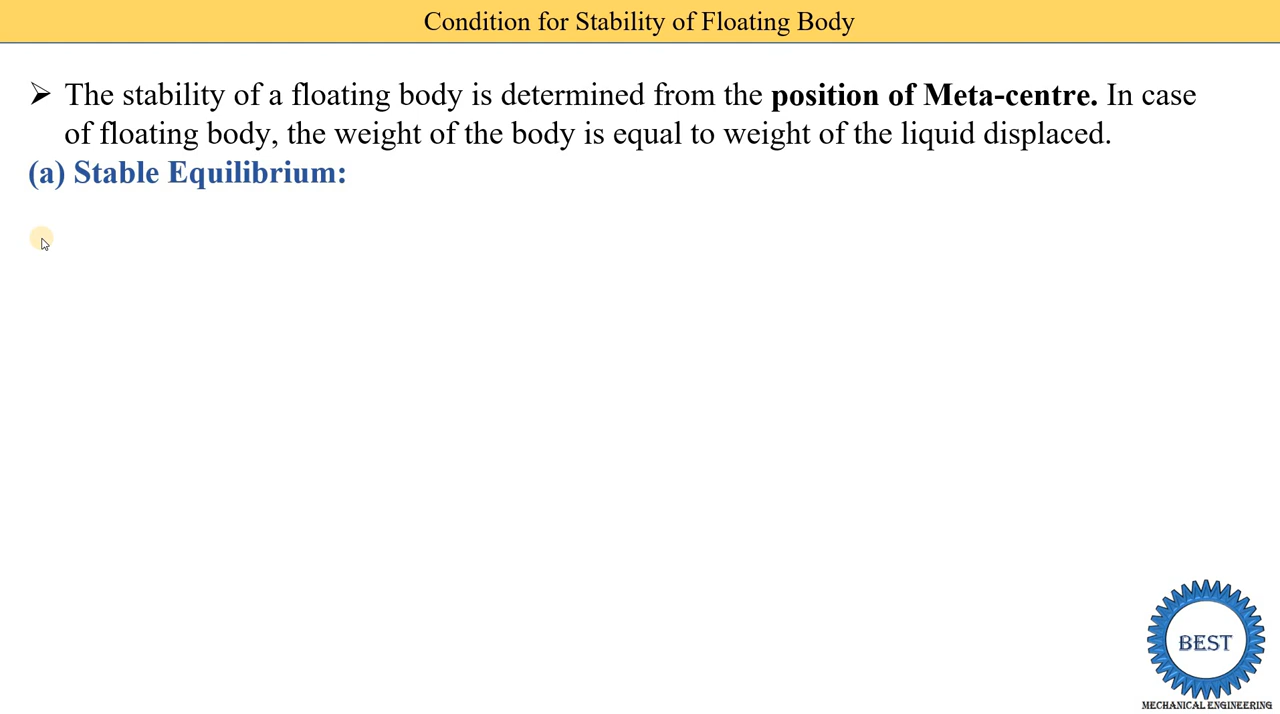 Condition for Stability of Floating Body
➢ The stability of a floating body is determined from the position of Meta-centre. In case
of floating body, the weight of the body is equal to weight of the liquid displaced.
(a) Stable Equilibrium:
BEST
MECHANICAL ENGINEERING